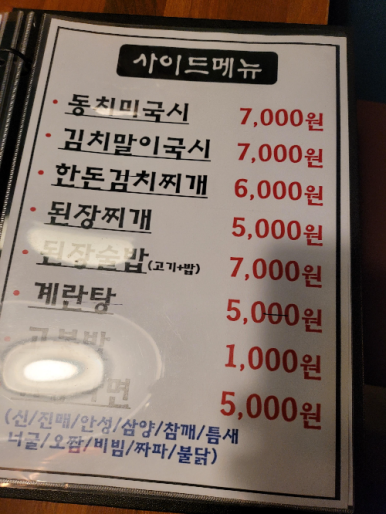 사이드메뉴
• 동치미국시 7,000원
• 김치말이국시 7,000원
• 한돈김치찌개 6,000원
• 된장찌개 5,000원
된장술밥(고기+밥) 7,000원
• 계란탕 5,000원
1,000원
면 5,000원
(신/진매/안성/삼양/참깨/틈새
너글/오짬/비빔/짜파/불닭)